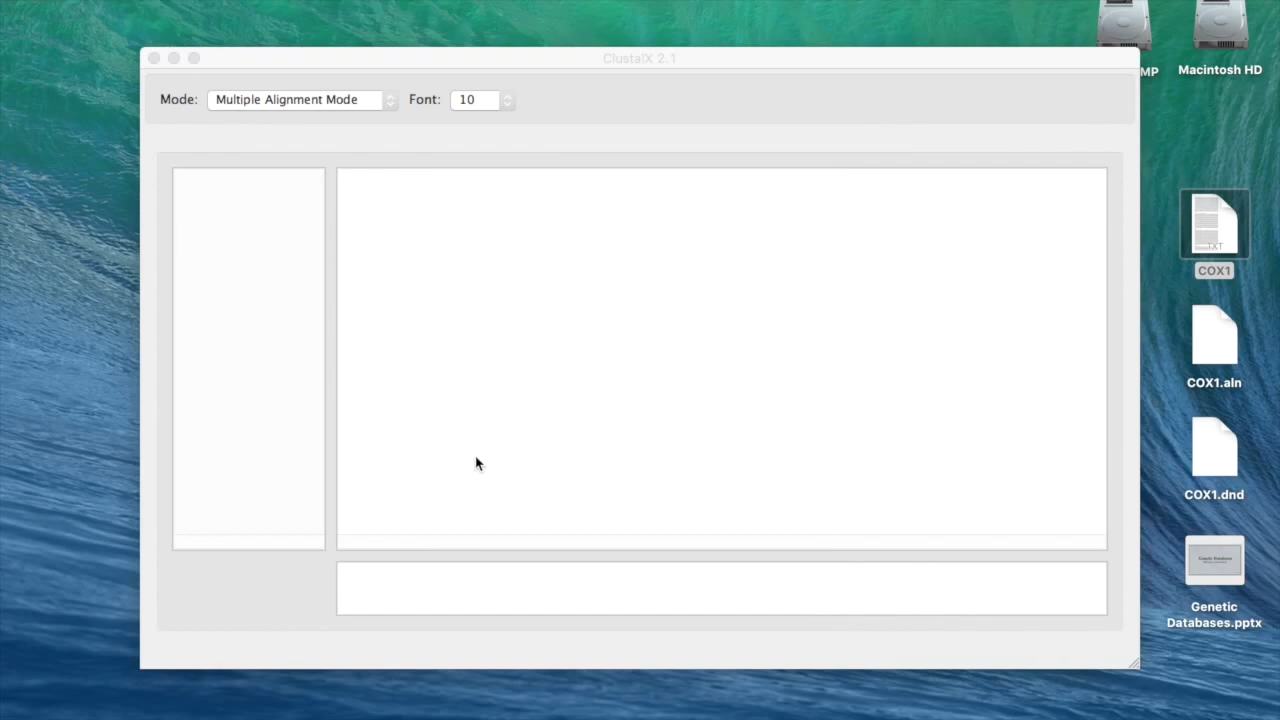 ClustalX 2.1
MP
Macintosh HD
Mode: Multiple Alignment Mode Font: 10
TXT
COX1
COX1.aln
COX1.dnd
Genetic
Databases.pptx